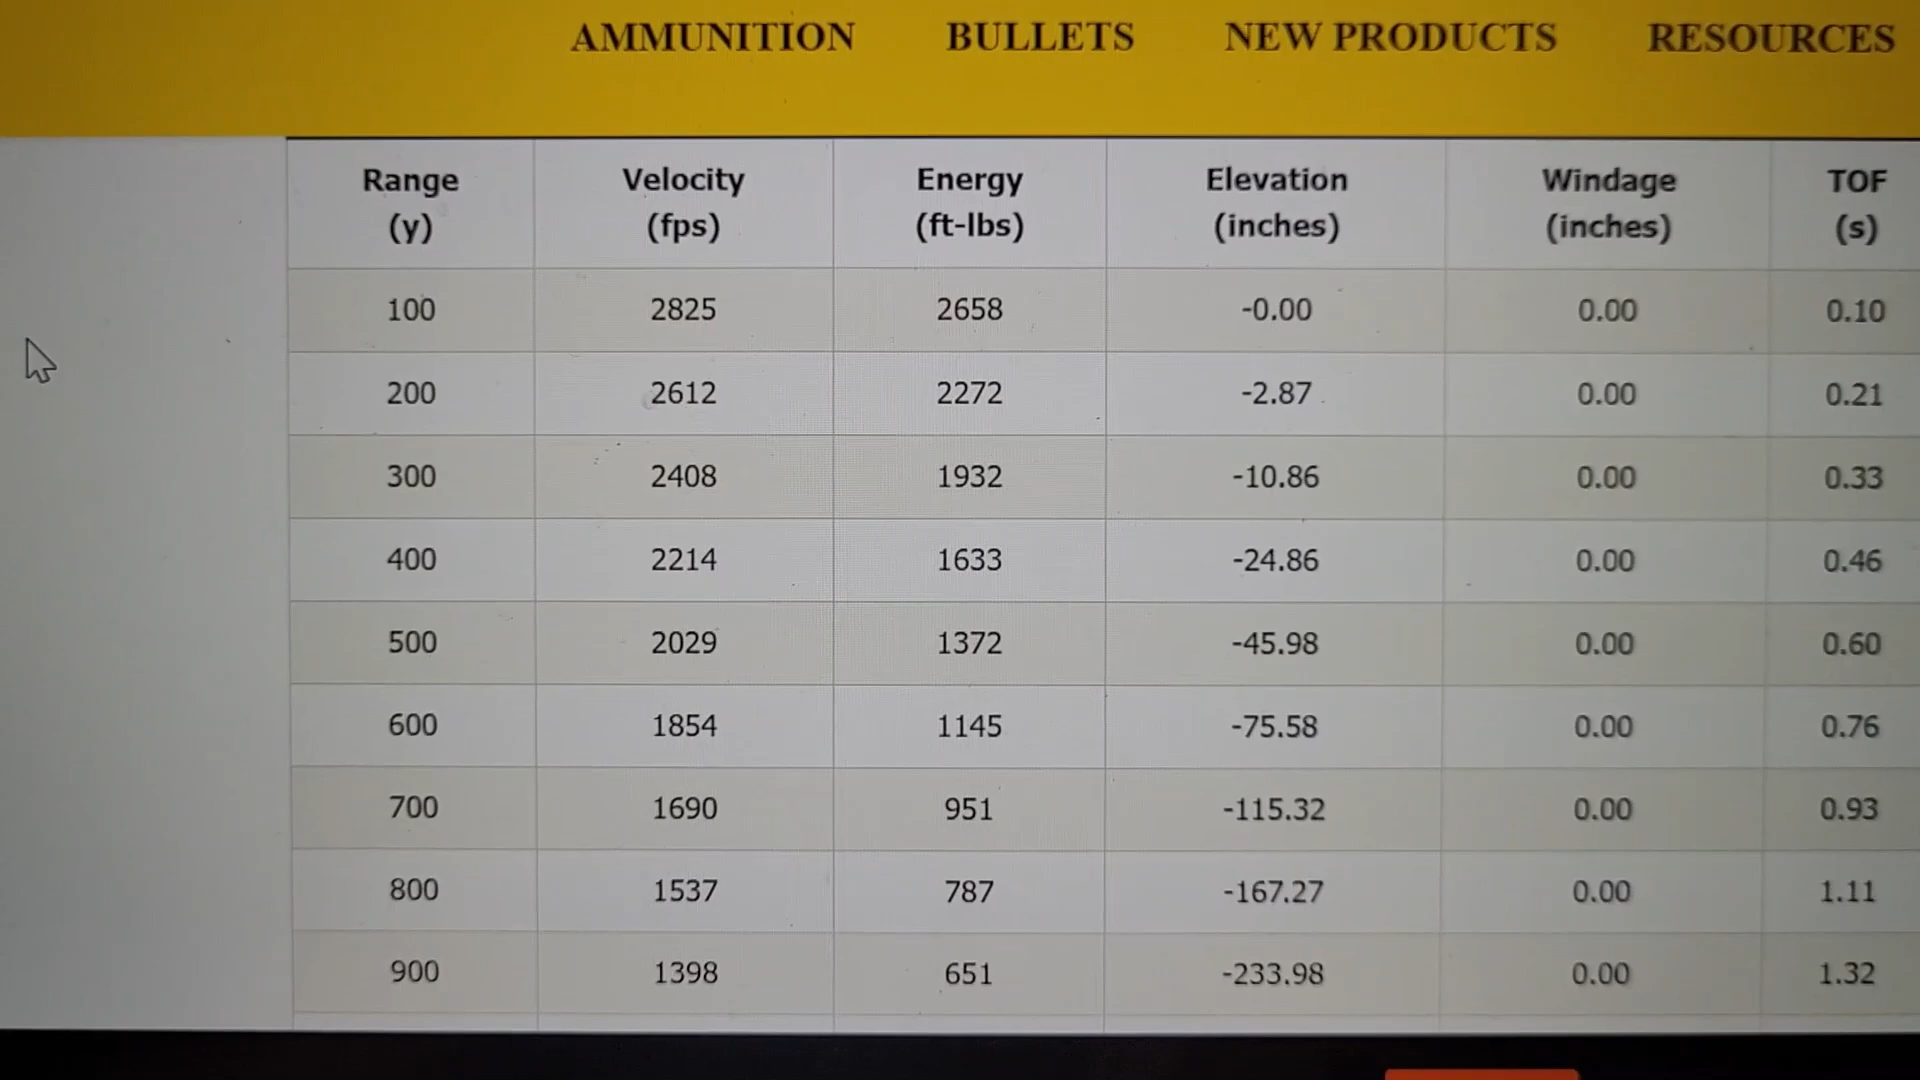 AMMUNITION BULLETS NEW PRODUCTS RESOURCES
Range (y) Velocity (fps) Energy (ft-lbs) Elevation (inches) Windage (inches) TOF (s)
100 2825 2658 -0.00 0.00 0.10
200 2612 2272 -2.87 0.00 0.21
300 2408 1932 -10.86 0.00 0.33
400 2214 1633 -24.86 0.00 0.46
500 2029 1372 -45.98 0.00 0.60
600 1854 1145 -75.58 0.00 0.76
700 1690 951 -115.32 0.00 0.93
800 1537 787 -167.27 0.00 1.11
900 1398 651 -233.98 0.00 1.32